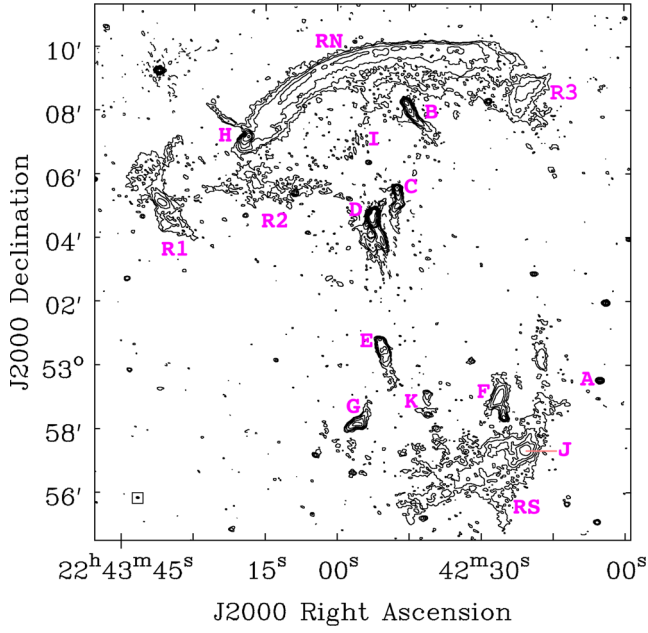 RN
10′
R3
08′
B
H
I
06′
C
D
R2
04′
R1
02′
E
53°
A
F
K
G
58′
J
56′
RS
22ʰ43ᵐ45ˢ
15ˢ
00ˢ
42ᵐ30ˢ
00ˢ
J2000 Declination
J2000 Right Ascension